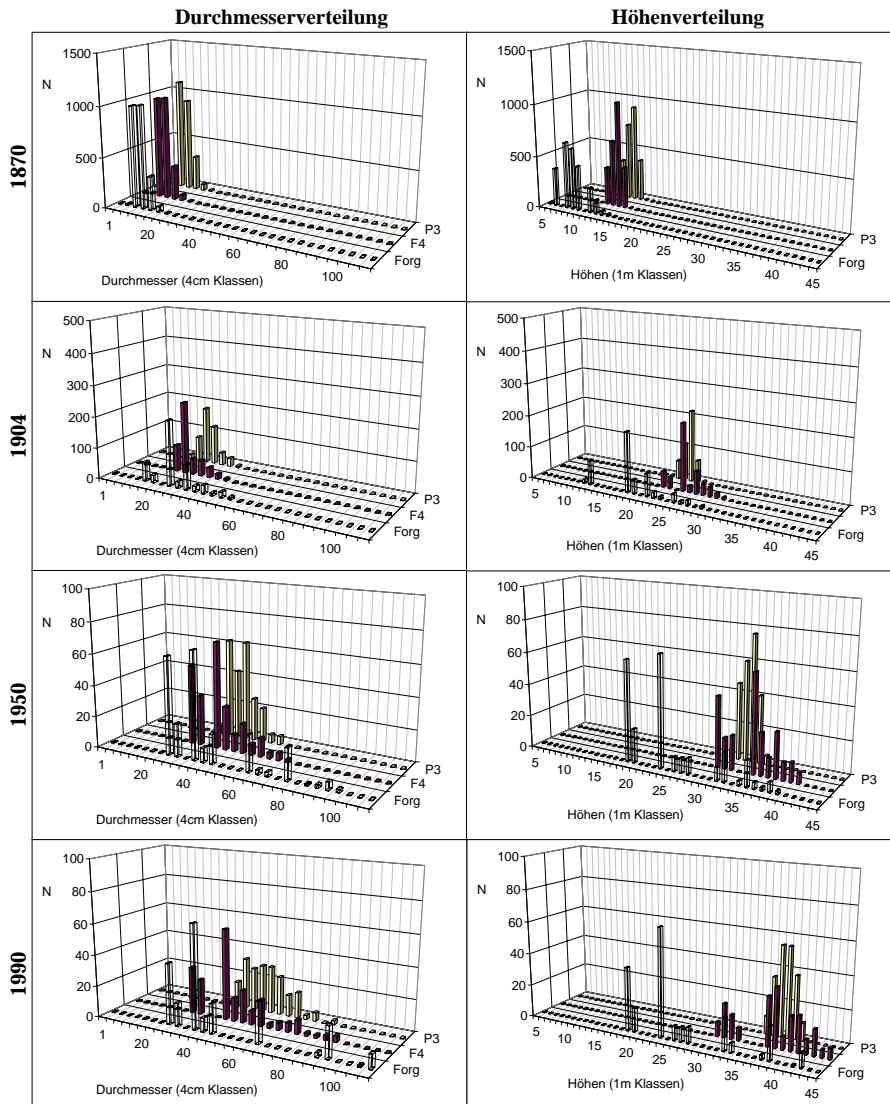 Durchmesserverteilung Höhenverteilung
1870
N
1500
1000
500
0
1 20 40 60 80 100
Durchmesser (4cm Klassen)
P3
F4
Forg
N
1500
1000
500
0
5 10 15 20 25 30 35 40 45
Höhen (1m Klassen)
P3
Forg
1904
N
500
400
300
200
100
0
1 20 40 60 80 100
Durchmesser (4cm Klassen)
P3
F4
Forg
N
500
400
300
200
100
0
5 10 15 20 25 30 35 40 45
Höhen (1m Klassen)
P3
Forg
1950
N
100
80
60
40
20
0
1 20 40 60 80 100
Durchmesser (4cm Klassen)
P3
F4
Forg
N
100
80
60
40
20
0
5 10 15 20 25 30 35 40 45
Höhen (1m Klassen)
P3
Forg
1990
N
100
80
60
40
20
0
1 20 40 60 80 100
Durchmesser (4cm Klassen)
P3
F4
Forg
N
100
80
60
40
20
0
5 10 15 20 25 30 35 40 45
Höhen (1m Klassen)
P3
Forg